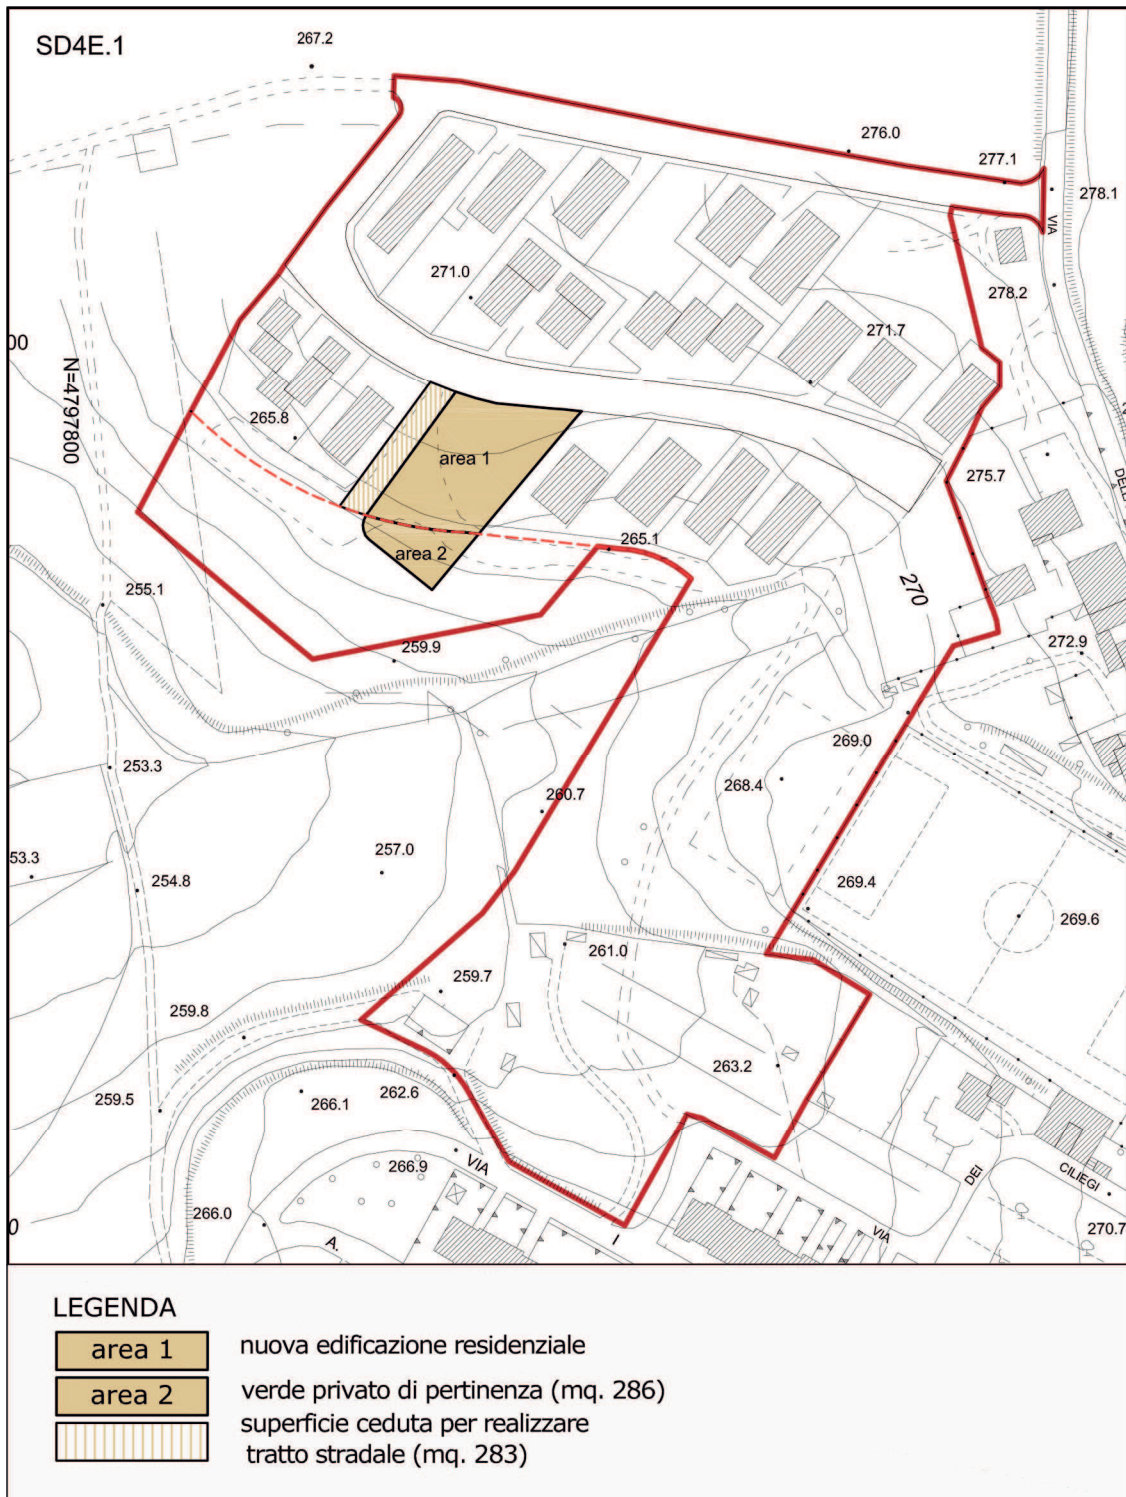 SD4E.1
267.2
276.0
277.1
278.1
VIA
278.2
271.0
271.7
00
N=4797800
265.8
area 1
275.7
area 2
265.1
270
255.1
259.9
272.9
269.0
253.3
260.7
268.4
53.3
254.8
257.0
269.4
269.6
261.0
259.7
259.8
263.2
259.5
266.1
262.6
266.9
VIA
DEI
CILIEGI
266.0
0
A.
I
VIA
270.7
LEGENDA
area 1 nuova edificazione residenziale
area 2 verde privato di pertinenza (mq. 286)
superficie ceduta per realizzare
tratto stradale (mq. 283)